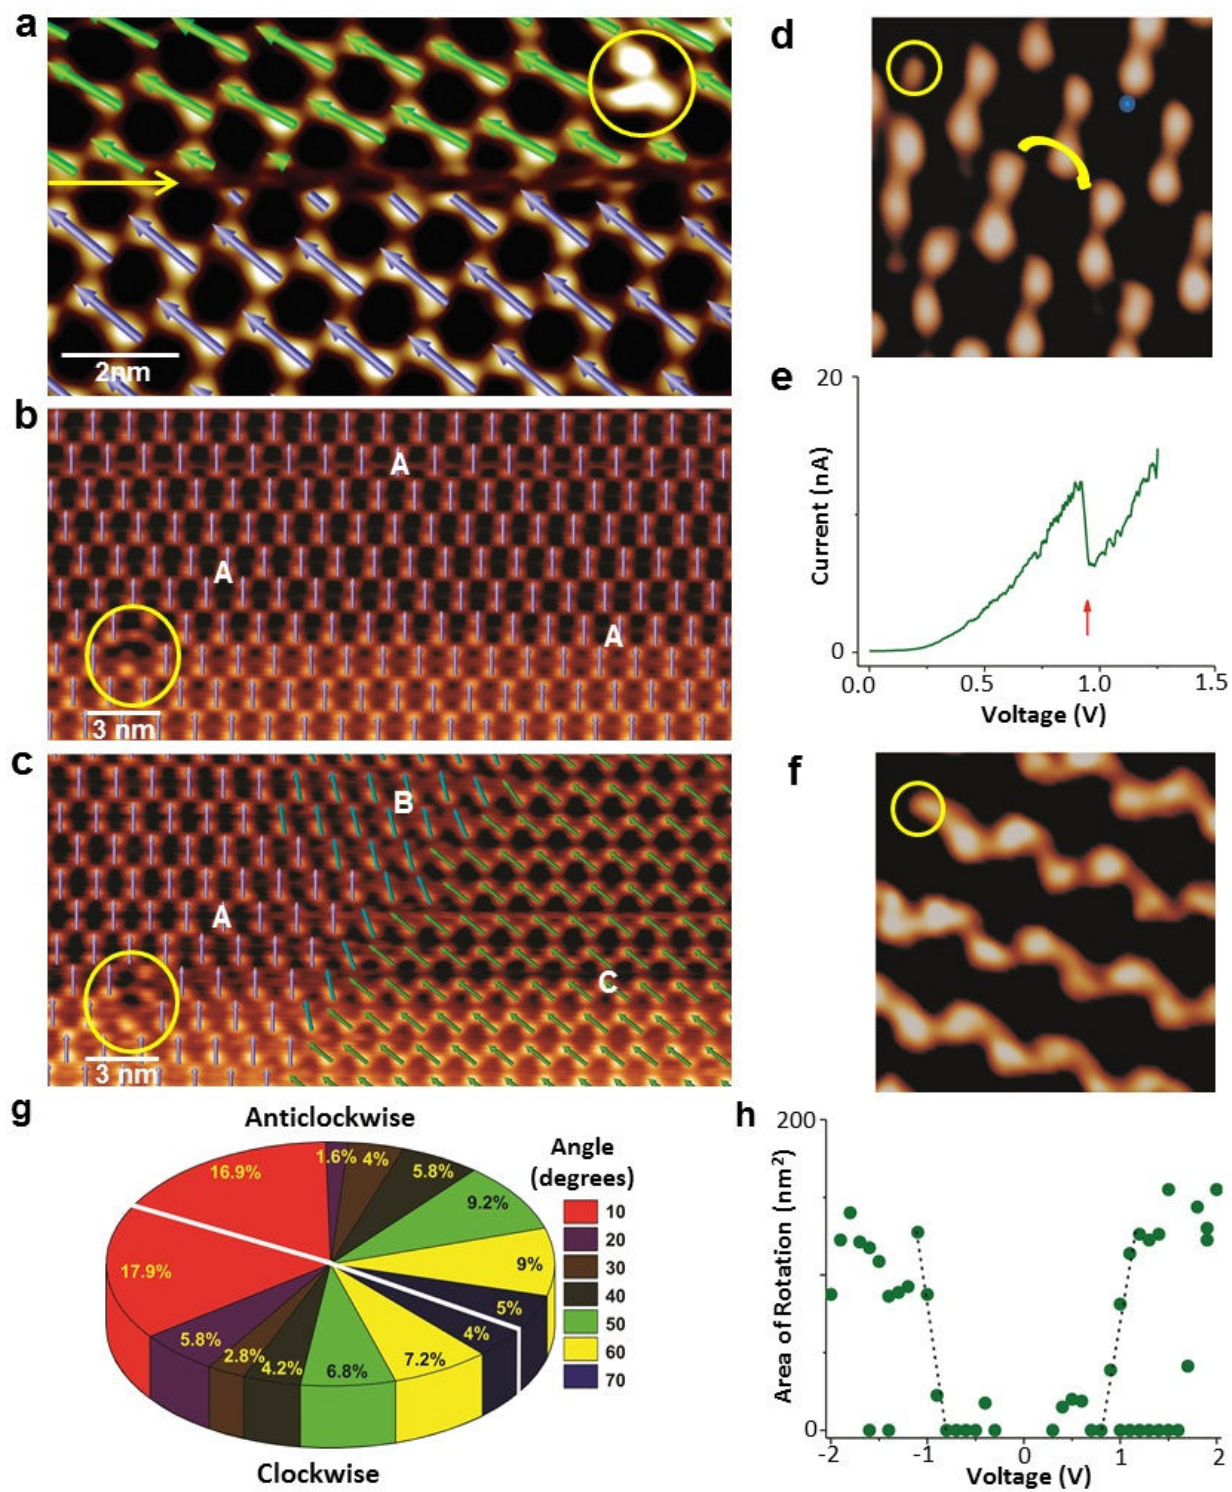 a
2nm
b
A
A
A
3 nm
c
B
A
C
3 nm
d
e
20
0
Current (nA)
0.0
0.5
1.0
1.5
Voltage (V)
f
g
Anticlockwise
16.9%
1.6%
4%
5.8%
9.2%
9%
5%
4%
7.2%
6.8%
4.2%
2.8%
5.8%
17.9%
Clockwise
Angle
(degrees)
10
20
30
40
50
60
70
h
200
0
Area of Rotation (nm²)
-2
-1
0
1
2
Voltage (V)